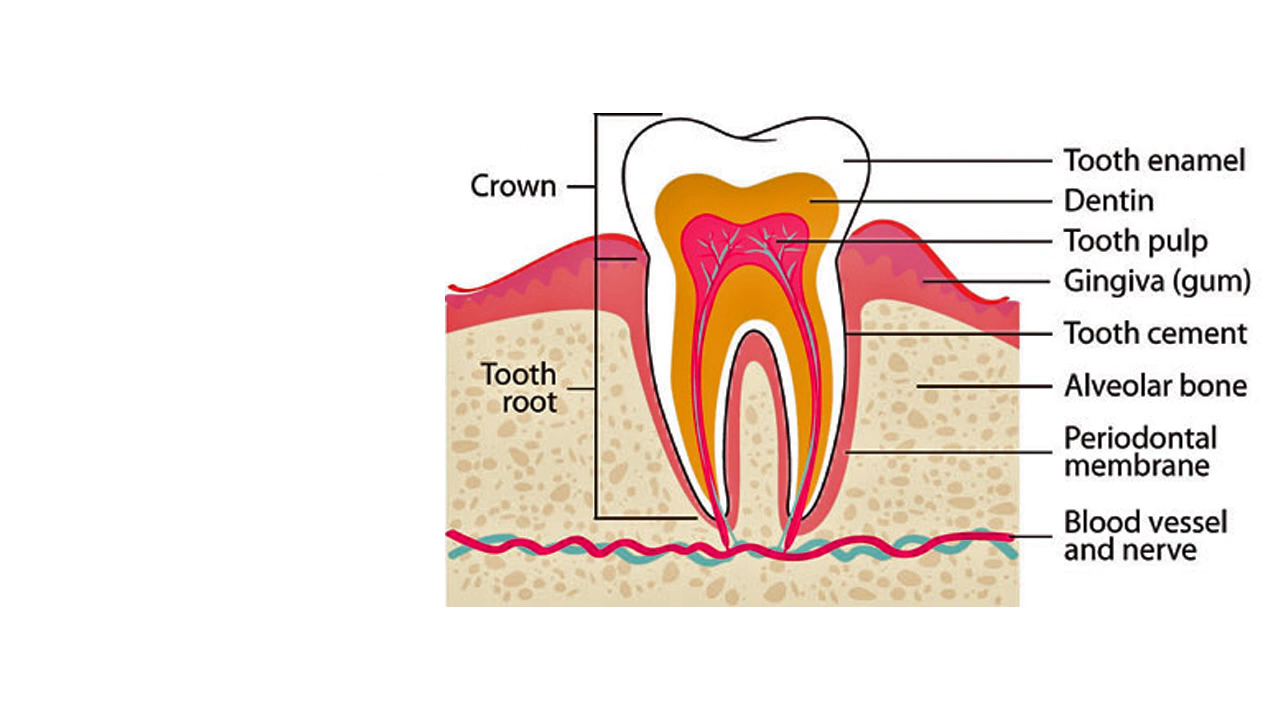 Crown
Tooth
root
Tooth enamel
Dentin
Tooth pulp
Gingiva (gum)
Tooth cement
Alveolar bone
Periodontal
membrane
Blood vessel
and nerve